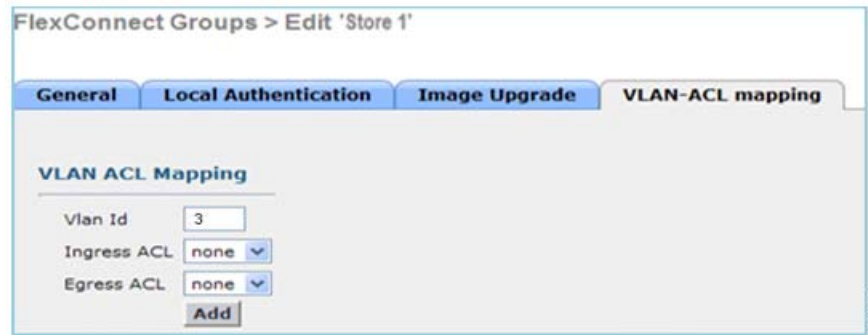 FlexConnect Groups > Edit 'Store 1'
General Local Authentication Image Upgrade VLAN-ACL mapping
VLAN ACL Mapping
Vlan Id 3
Ingress ACL none
Egress ACL none
Add